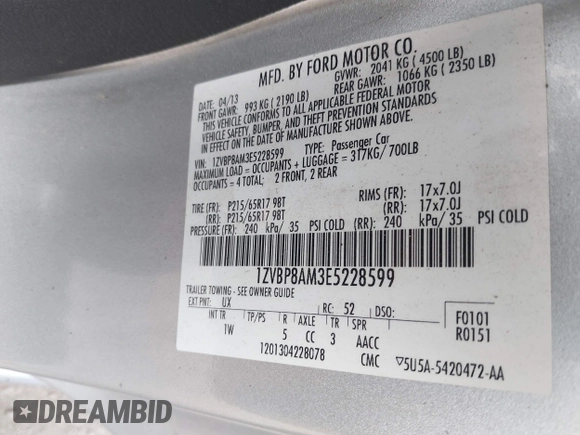 MFD. BY FORD MOTOR CO.
DATE: 04/13 GVWR: 2041 KG ( 4500 LB)
FRONT GAWR: 993 KG ( 2190 LB) REAR GAWR: 1066 KG ( 2350 LB)
THIS VEHICLE CONFORMS TO ALL APPLICABLE FEDERAL MOTOR
VEHICLE SAFETY, BUMPER, AND THEFT PREVENTION STANDARDS
IN EFFECT ON THE DATE OF MANUFACTURE SHOWN ABOVE.
VIN: 1ZVBP8AM3E5228599 TYPE: Passenger Car
MAXIMUM LOAD = OCCUPANTS + LUGGAGE = 317KG/700LB
OCCUPANTS = 4 TOTAL; 2 FRONT, 2 REAR
TIRE (FR): P215/65R17 98T RIMS (FR): 17x7.0J
(RR): P215/65R17 98T (RR): 17x7.0J
PRESSURE (FR): 240 kPa/ 35 PSI COLD (RR): 240 kPa/ 35 PSI COLD
1ZVBP8AM3E5228599
TRAILER TOWING - SEE OWNER GUIDE
EXT PNT: UX RC: 52 DSO: F0101
INT TR TP/PS R AXLE TR SPR R0151
1W 5 CC 3 AACC
1201304228078 CMC ▽5U5A-5420472-AA
DREAMBID